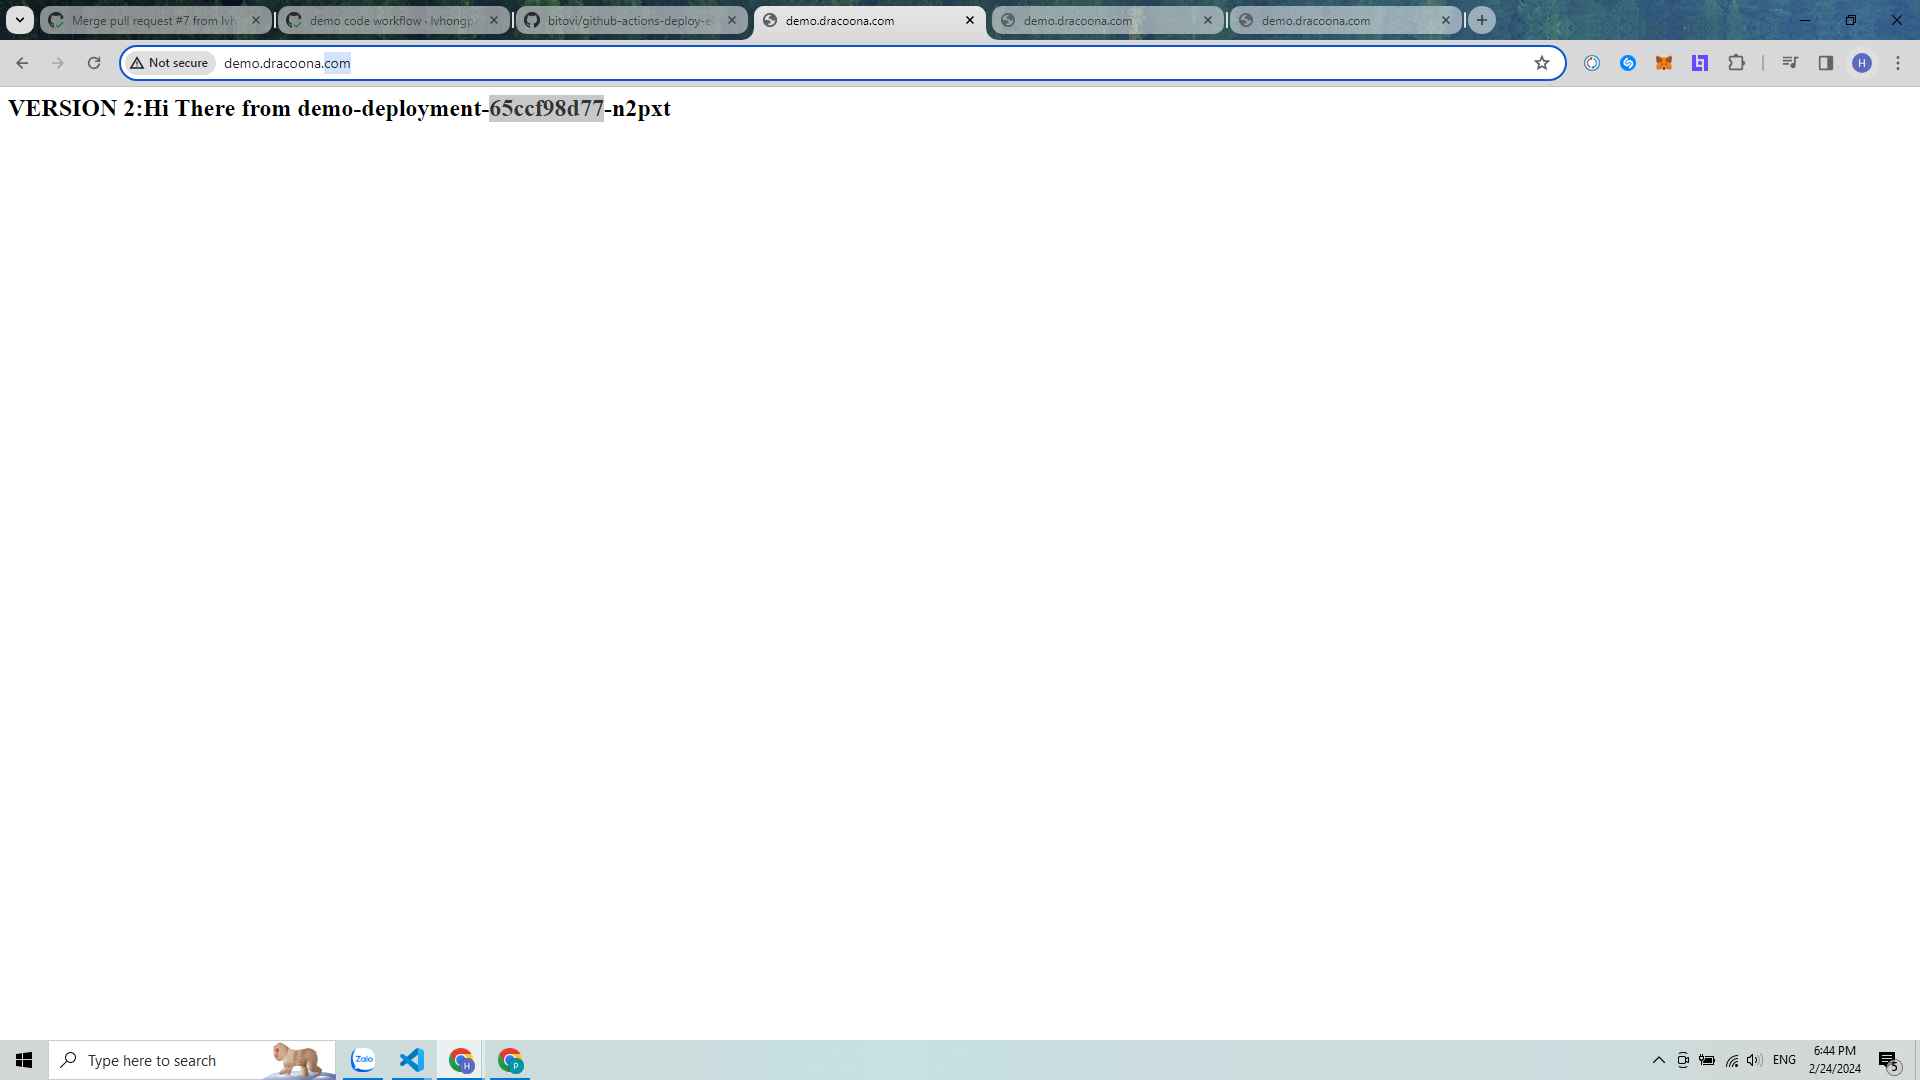 Merge pull request #7 from lvh
demo code workflow · lvhongp
bitovi/github-actions-deploy-e
demo.dracoona.com
demo.dracoona.com
demo.dracoona.com
Not secure
demo.dracoona.com
H
VERSION 2:Hi There from demo-deployment-65ccf98d77-n2pxt
Type here to search
Zalo
H
P
ENG
6:44 PM
2/24/2024
5